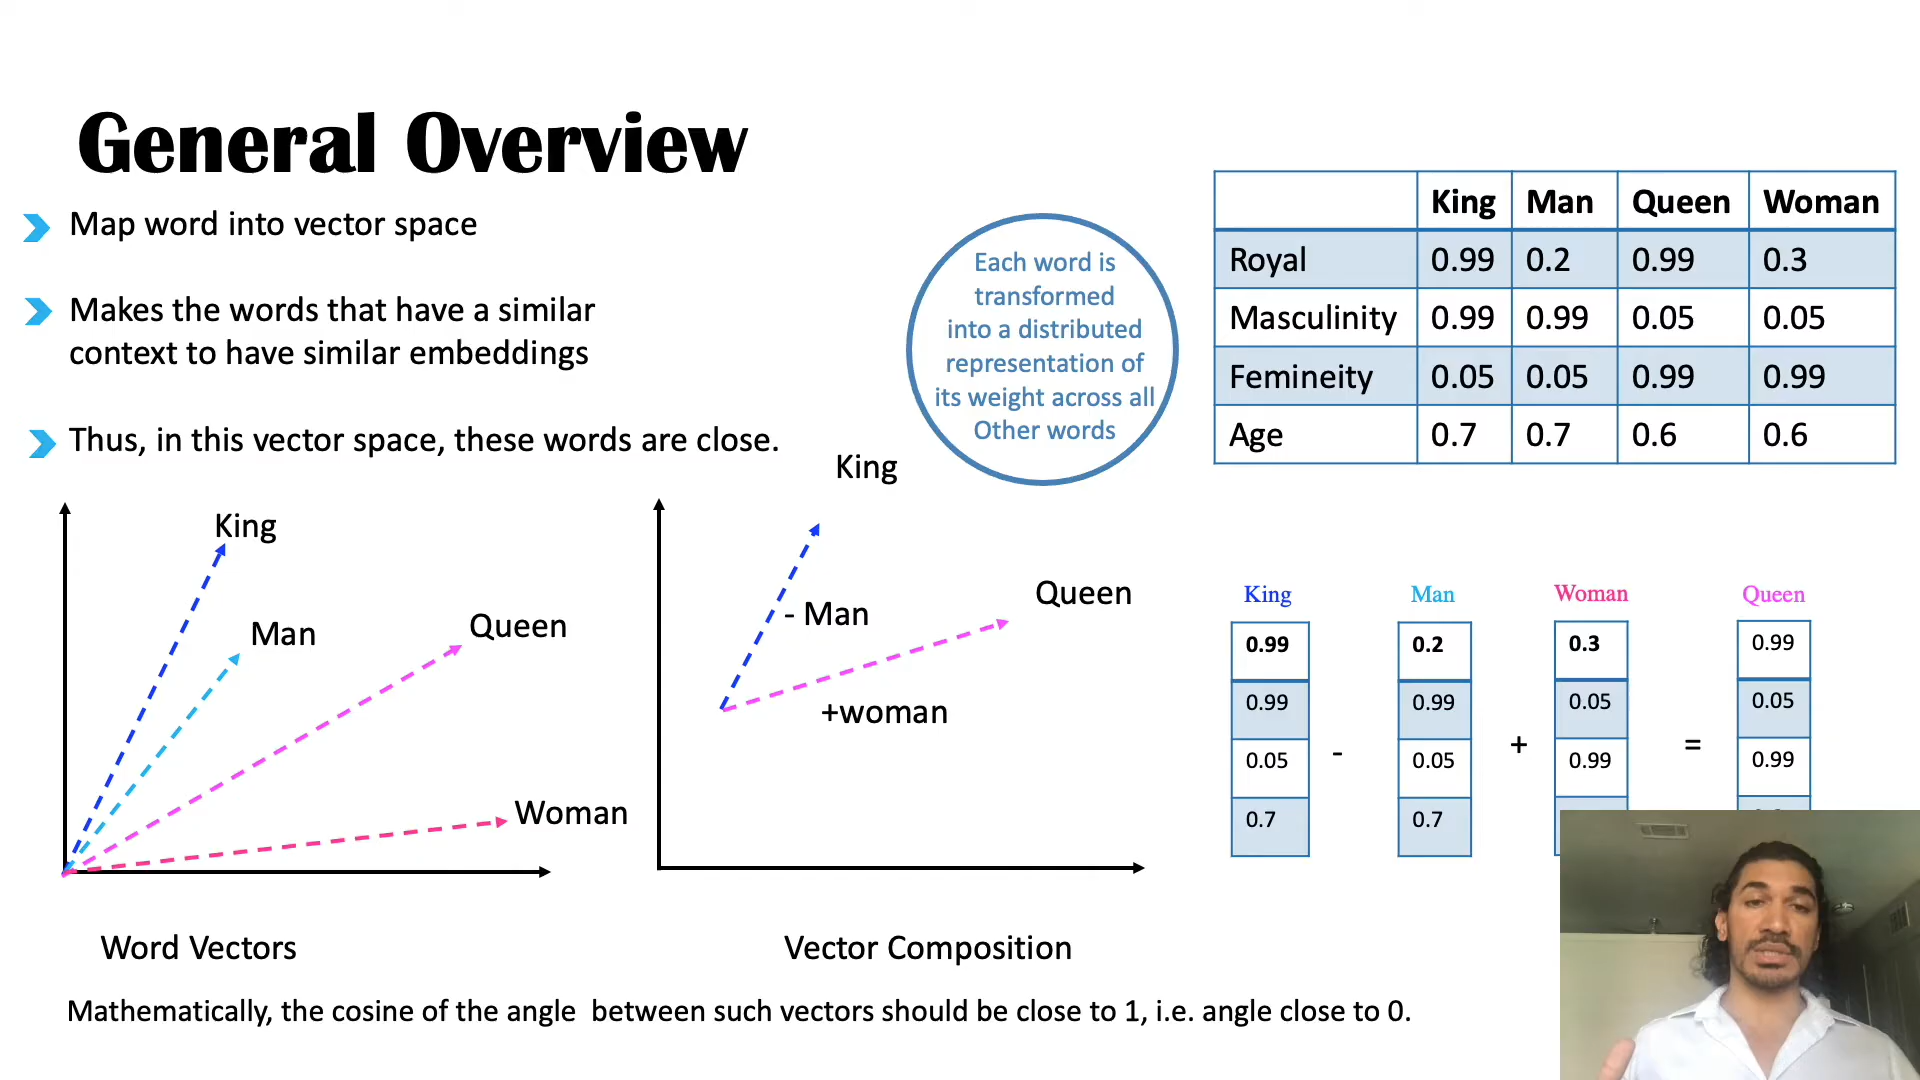 General Overview
Map word into vector space
Makes the words that have a similar
context to have similar embeddings
Thus, in this vector space, these words are close.
Each word is
transformed
into a distributed
representation of
its weight across all
Other words
King Man Queen Woman
Royal 0.99 0.2 0.99 0.3
Masculinity 0.99 0.99 0.05 0.05
Femineity 0.05 0.05 0.99 0.99
Age 0.7 0.7 0.6 0.6
King
Man
Queen
Woman
Word Vectors
King
- Man
Queen
+woman
Vector Composition
King Man Woman Queen
0.99 0.2 0.3 0.99
0.99 0.99 0.05 0.05
0.05 0.05 0.99 0.99
- + =
0.7 0.7
Mathematically, the cosine of the angle between such vectors should be close to 1, i.e. angle close to 0.